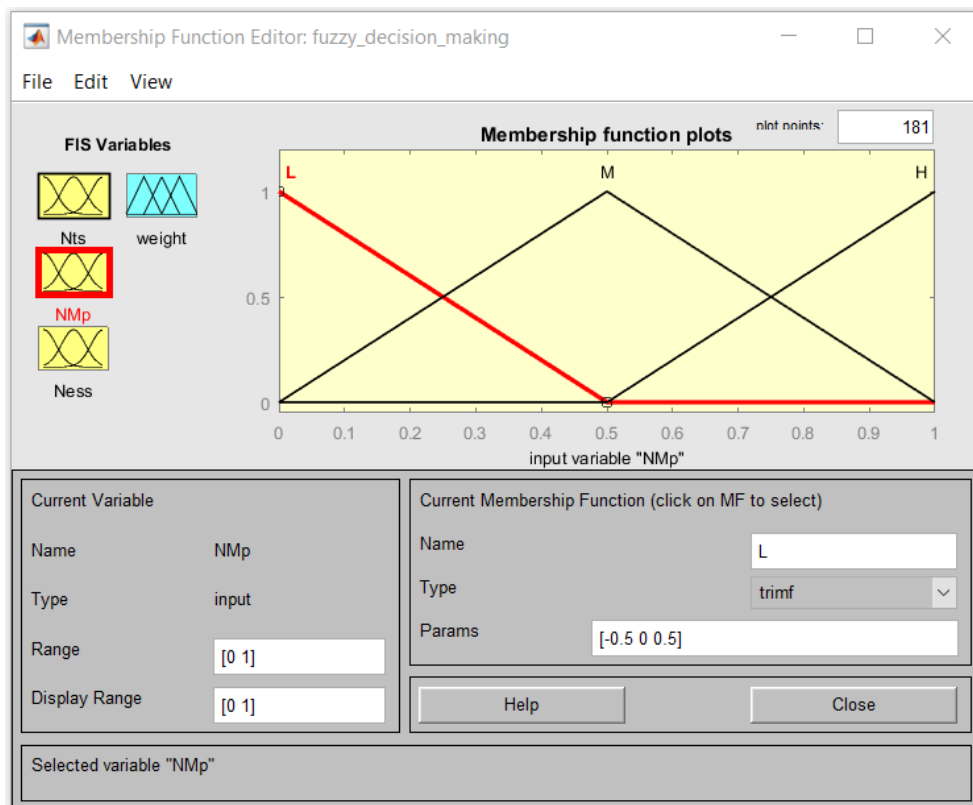 Membership Function Editor: fuzzy_decision_making
File Edit View
FIS Variables
Nts weight
NMp
Ness
Membership function plots
plot points: 181
L M H
1
0.5
0
0 0.1 0.2 0.3 0.4 0.5 0.6 0.7 0.8 0.9 1
input variable "NMp"
Current Variable
Name NMp
Type input
Range [0 1]
Display Range [0 1]
Current Membership Function (click on MF to select)
Name L
Type trimf
Params [-0.5 0 0.5]
Help Close
Selected variable "NMp"